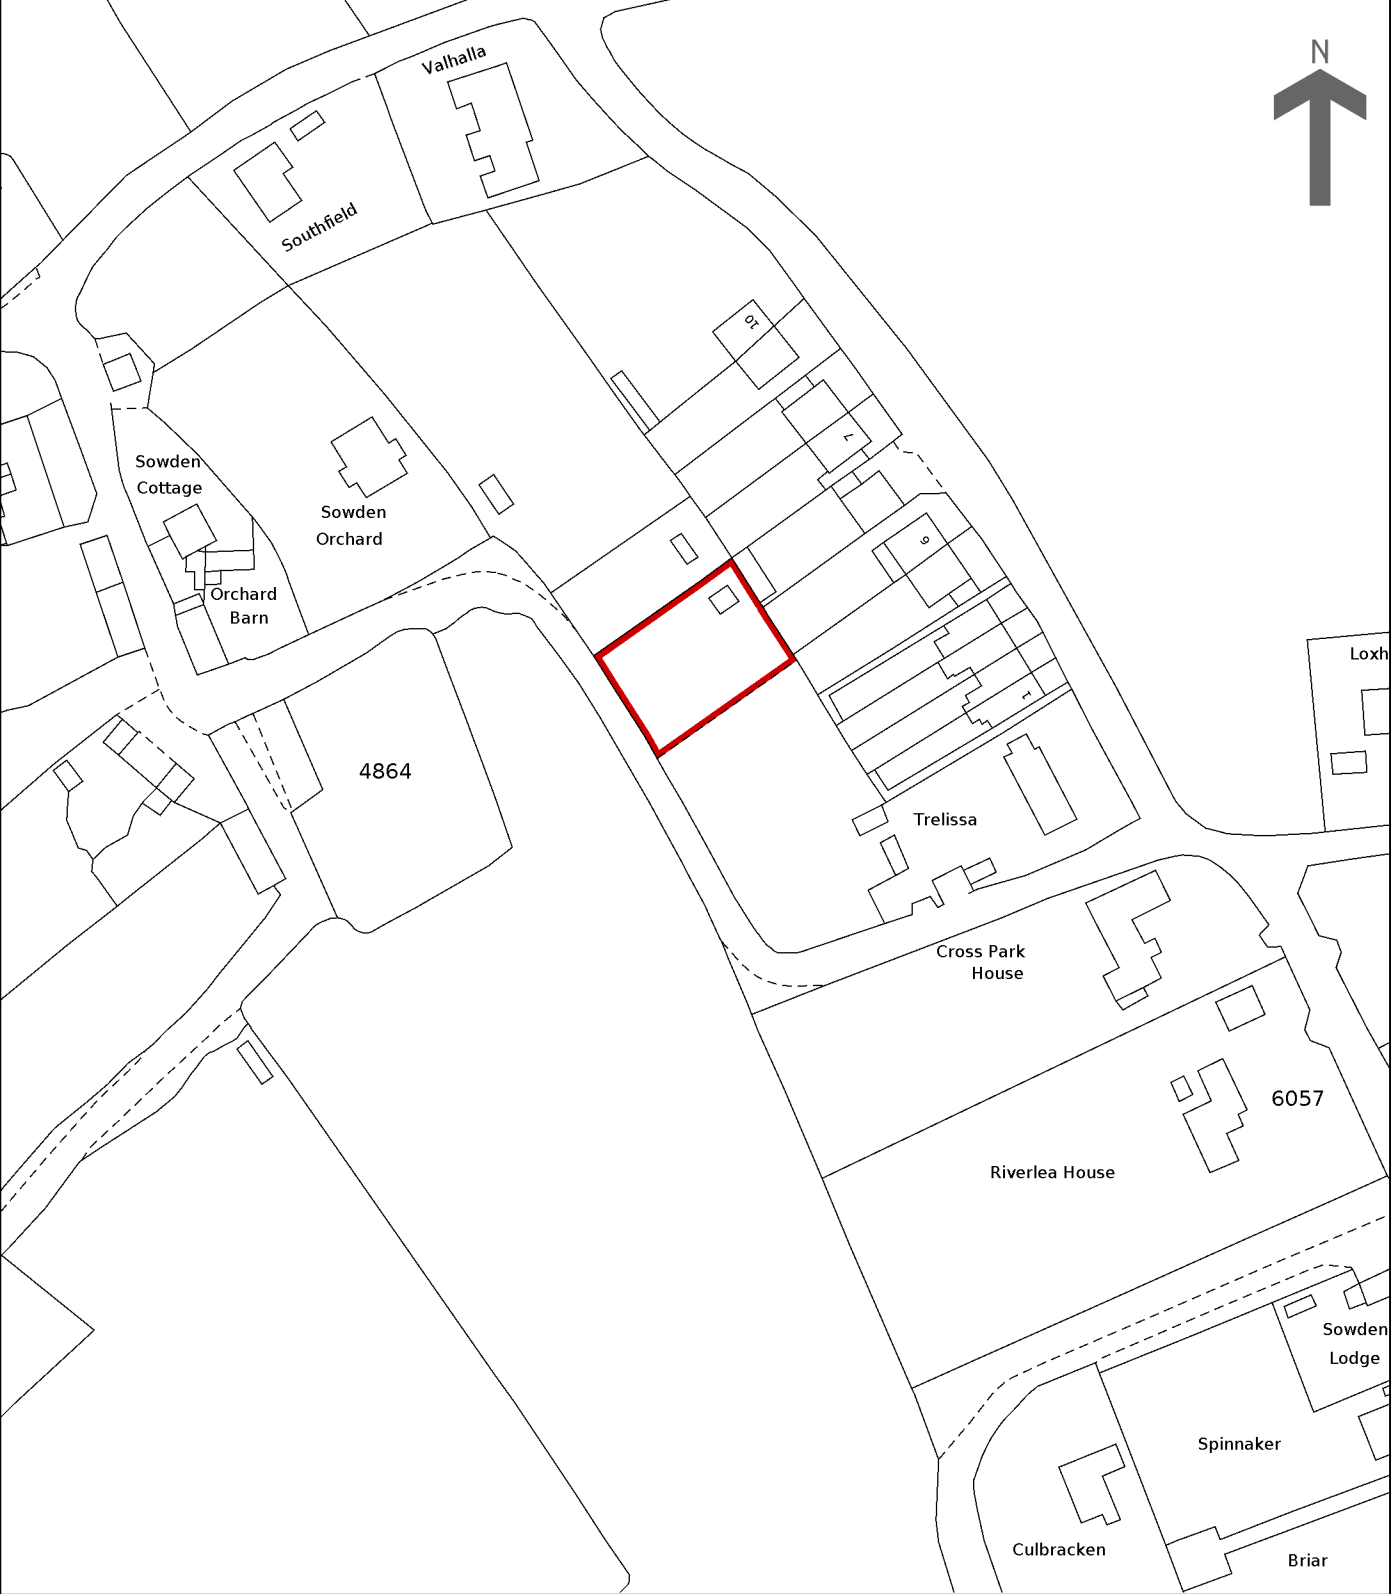 N
Valhalla
Southfield
10
7
Sowden
Cottage
Sowden
Orchard
6
Orchard
Barn
Loxh
1
4864
Trelissa
Cross Park
House
6057
Riverlea House
Sowden
Lodge
Spinnaker
Culbracken
Briar